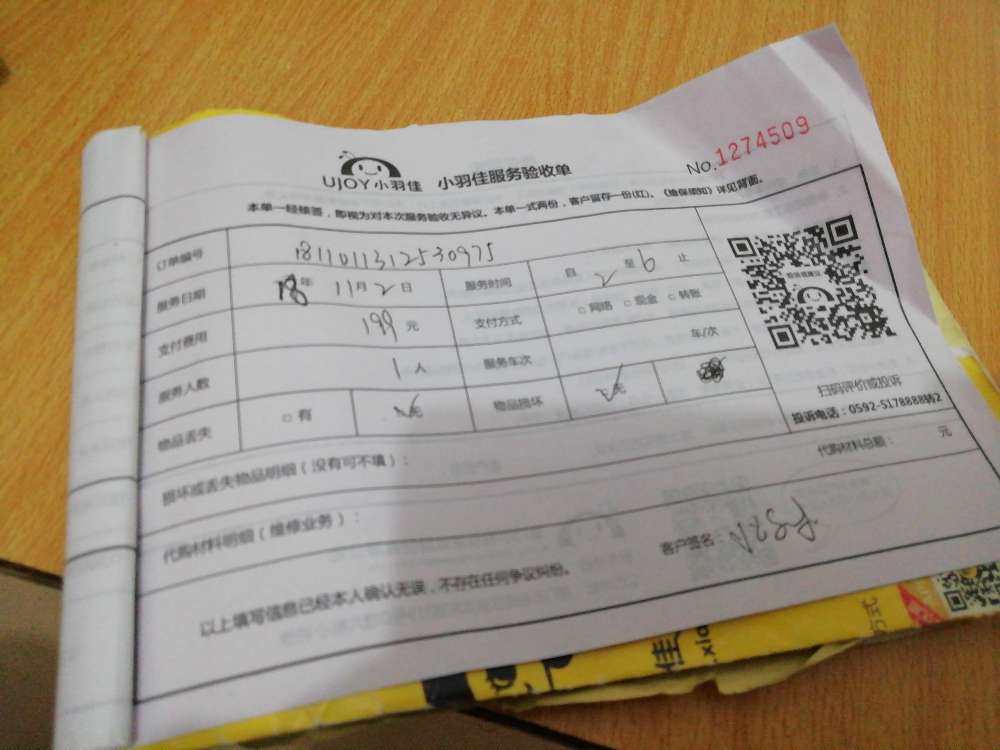 UJOY小羽佳 小羽佳服务验收单 No.1274509
本单一经接签，即视为对本次服务验收无异议。本单一式两份，客户留存一份(红)。《维保须知》详见背面。
订单编号 1811011312530975
服务日期 18年 11月2日 服务时间 自 2 至 6 止
支付费用 199 元 支付方式 □网络 □现金 □转账
服务人数 1人 服务车次 车/次
物品丢失 □有 无 物品损坏 无
扫码评价或投诉
投诉电话：0592-5178888转2
损坏或丢失物品明细（没有可不填）：
代购材料明细（维修业务）： 代购材料总额： 元
以上填写信息已经本人确认无误，不存在任何争议纠纷。 客户签名：
佳
.xia
方式